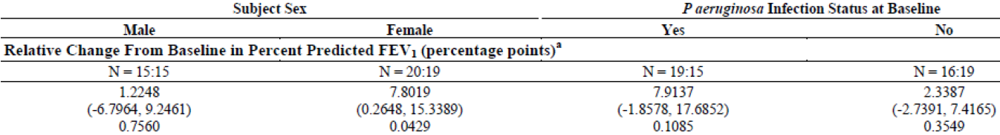 Subject Sex P aeruginosa Infection Status at Baseline
Male Female Yes No
Relative Change From Baseline in Percent Predicted FEV1 (percentage points)a
N = 15:15 N = 20:19 N = 19:15 N = 16:19
1.2248 7.8019 7.9137 2.3387
(-6.7964, 9.2461) (0.2648, 15.3389) (-1.8578, 17.6852) (-2.7391, 7.4165)
0.7560 0.0429 0.1085 0.3549